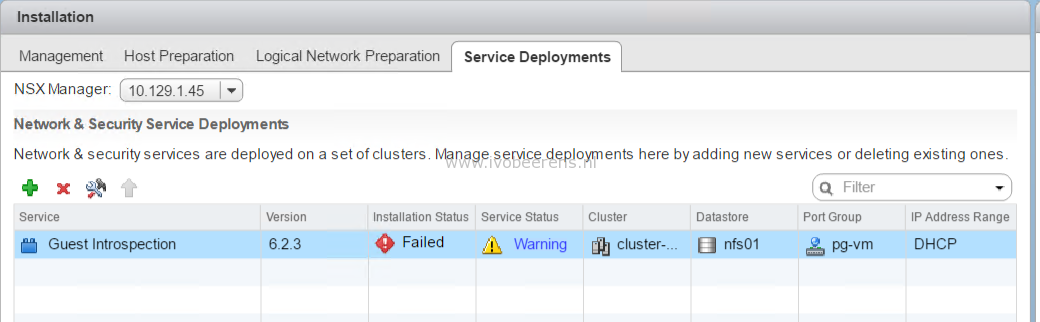 Installation
Management Host Preparation Logical Network Preparation Service Deployments
NSX Manager: 10.129.1.45
Network & Security Service Deployments
Network & security services are deployed on a set of clusters. Manage service deployments here by adding new services or deleting existing ones.
www.ivobeerens.nl
Filter
Service Version Installation Status Service Status Cluster Datastore Port Group IP Address Range
Guest Introspection 6.2.3 Failed Warning cluster-... nfs01 pg-vm DHCP